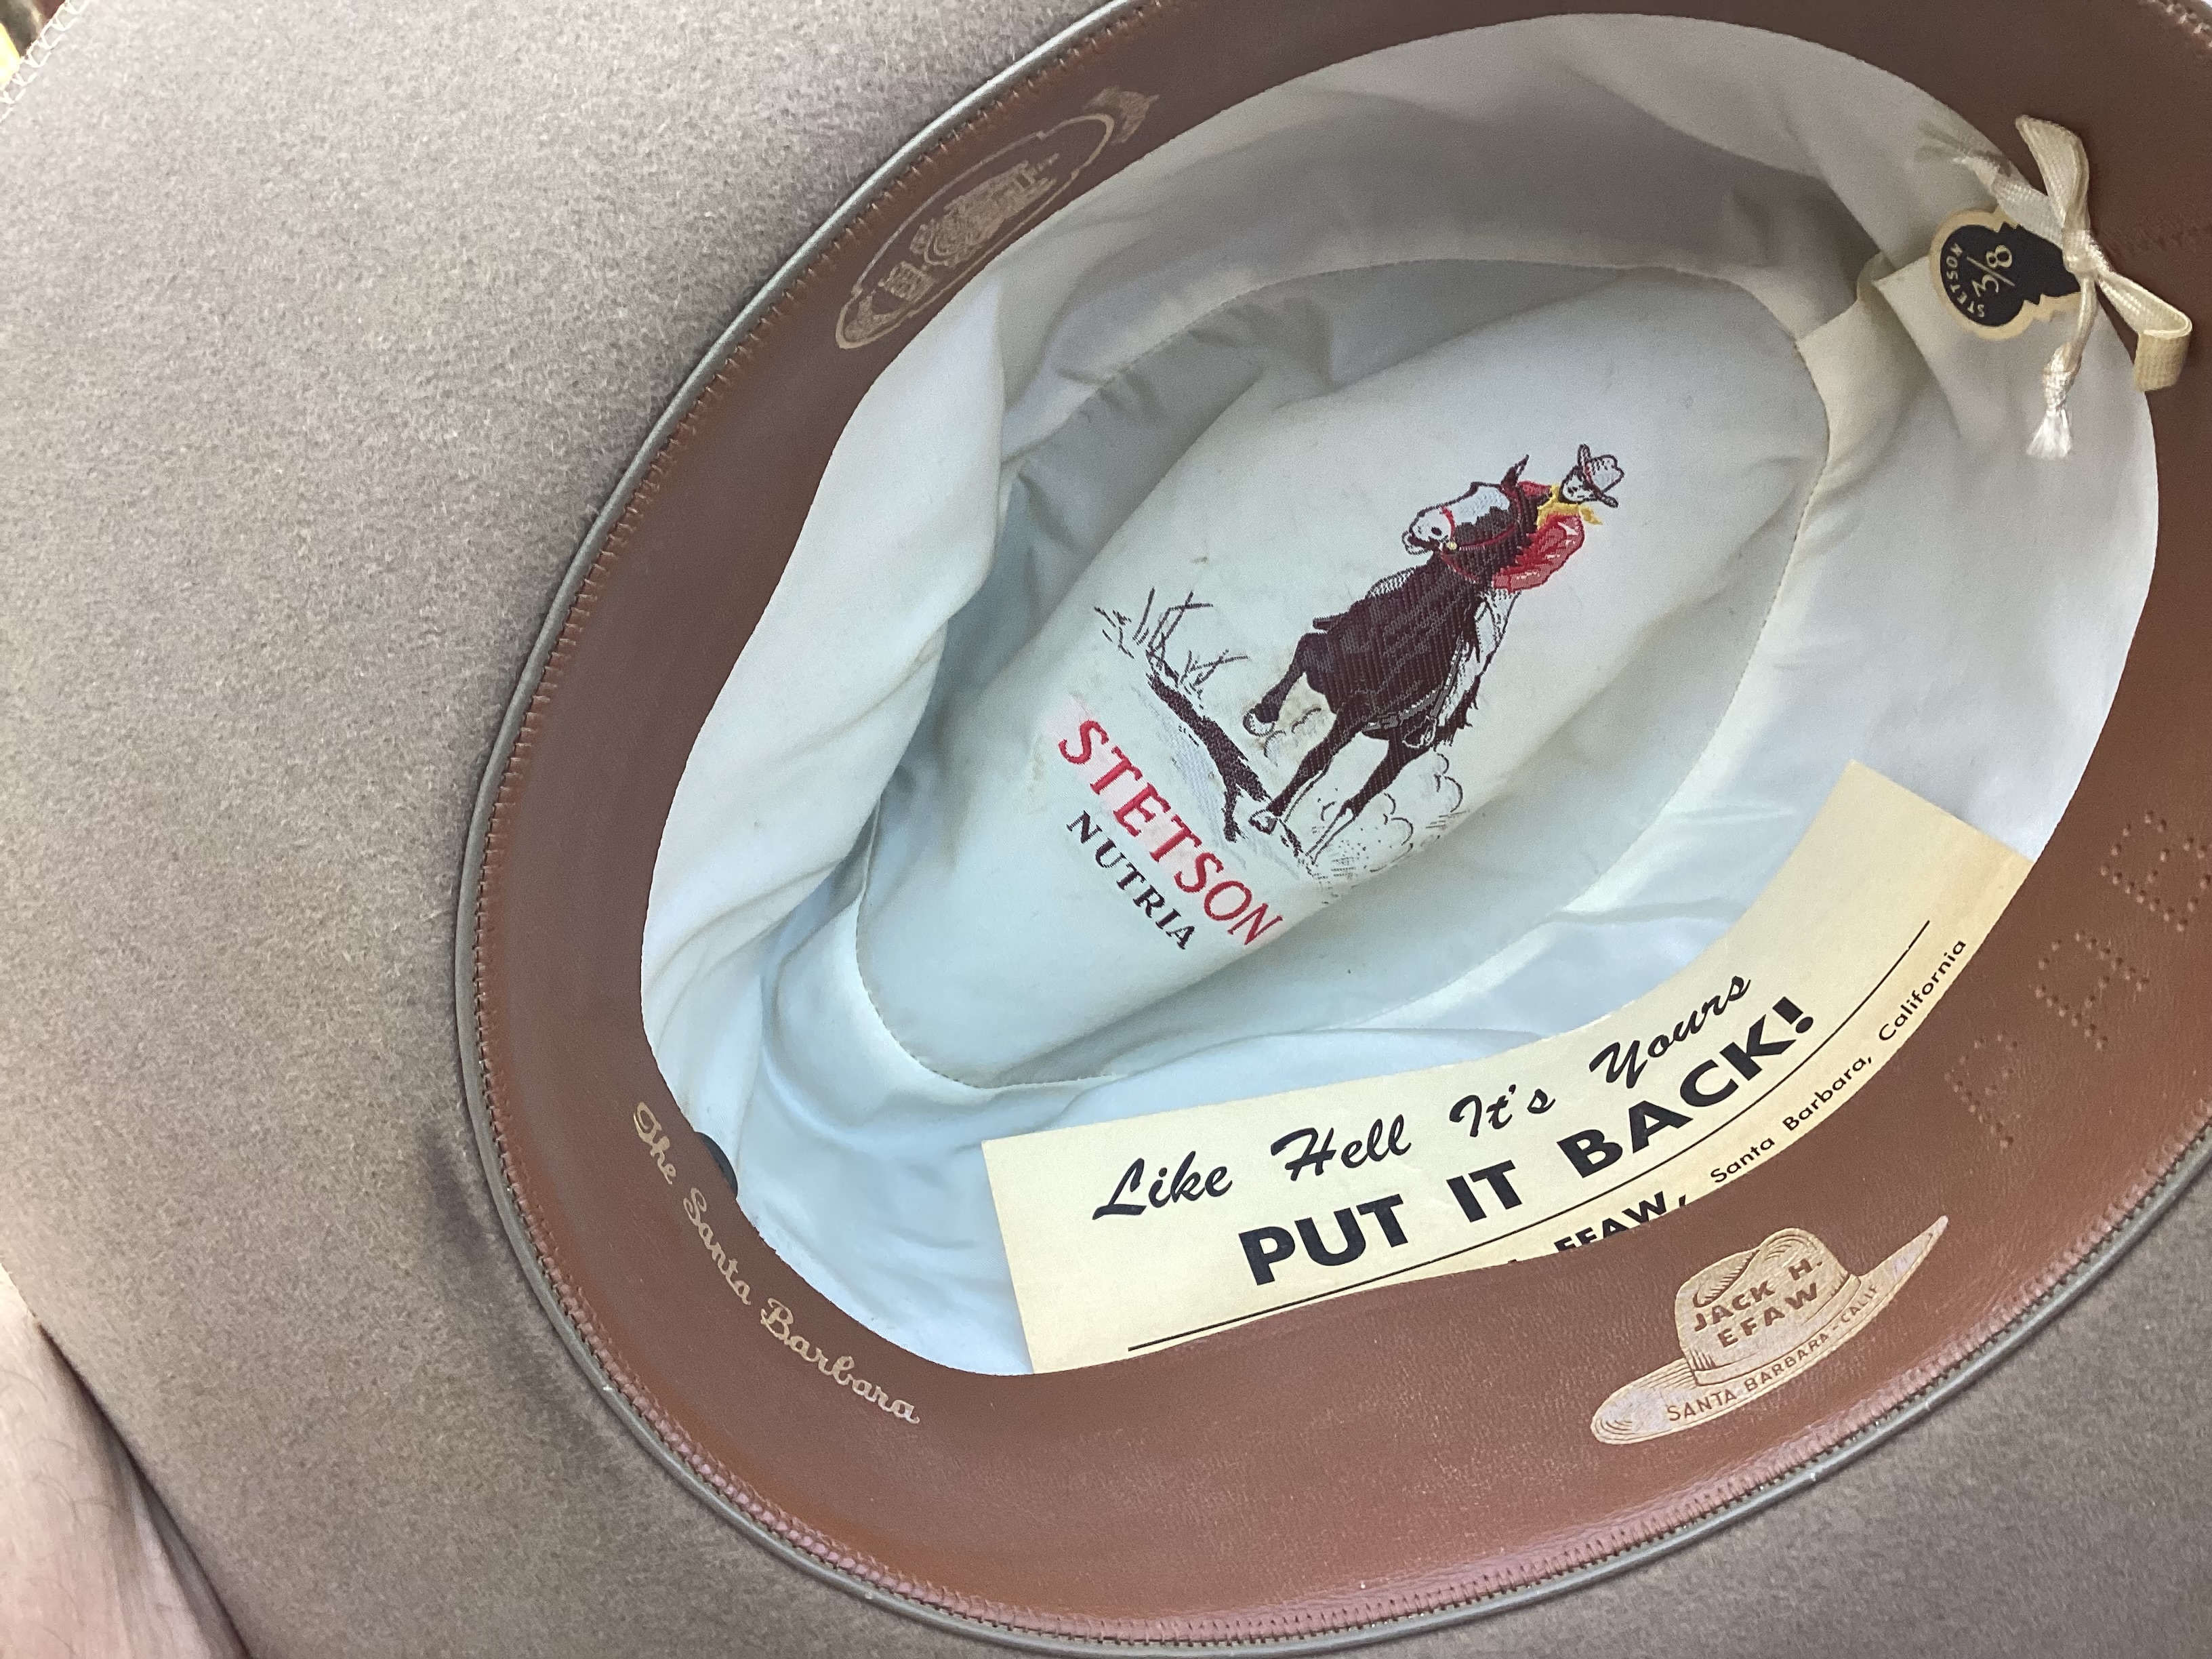 STETSON
3/8
STETSON
NUTRIA
Like Hell It's Yours
PUT IT BACK!
EFAW, Santa Barbara, California
The Santa Barbara
JACK H.
EFAW
SANTA BARBARA - CALIF